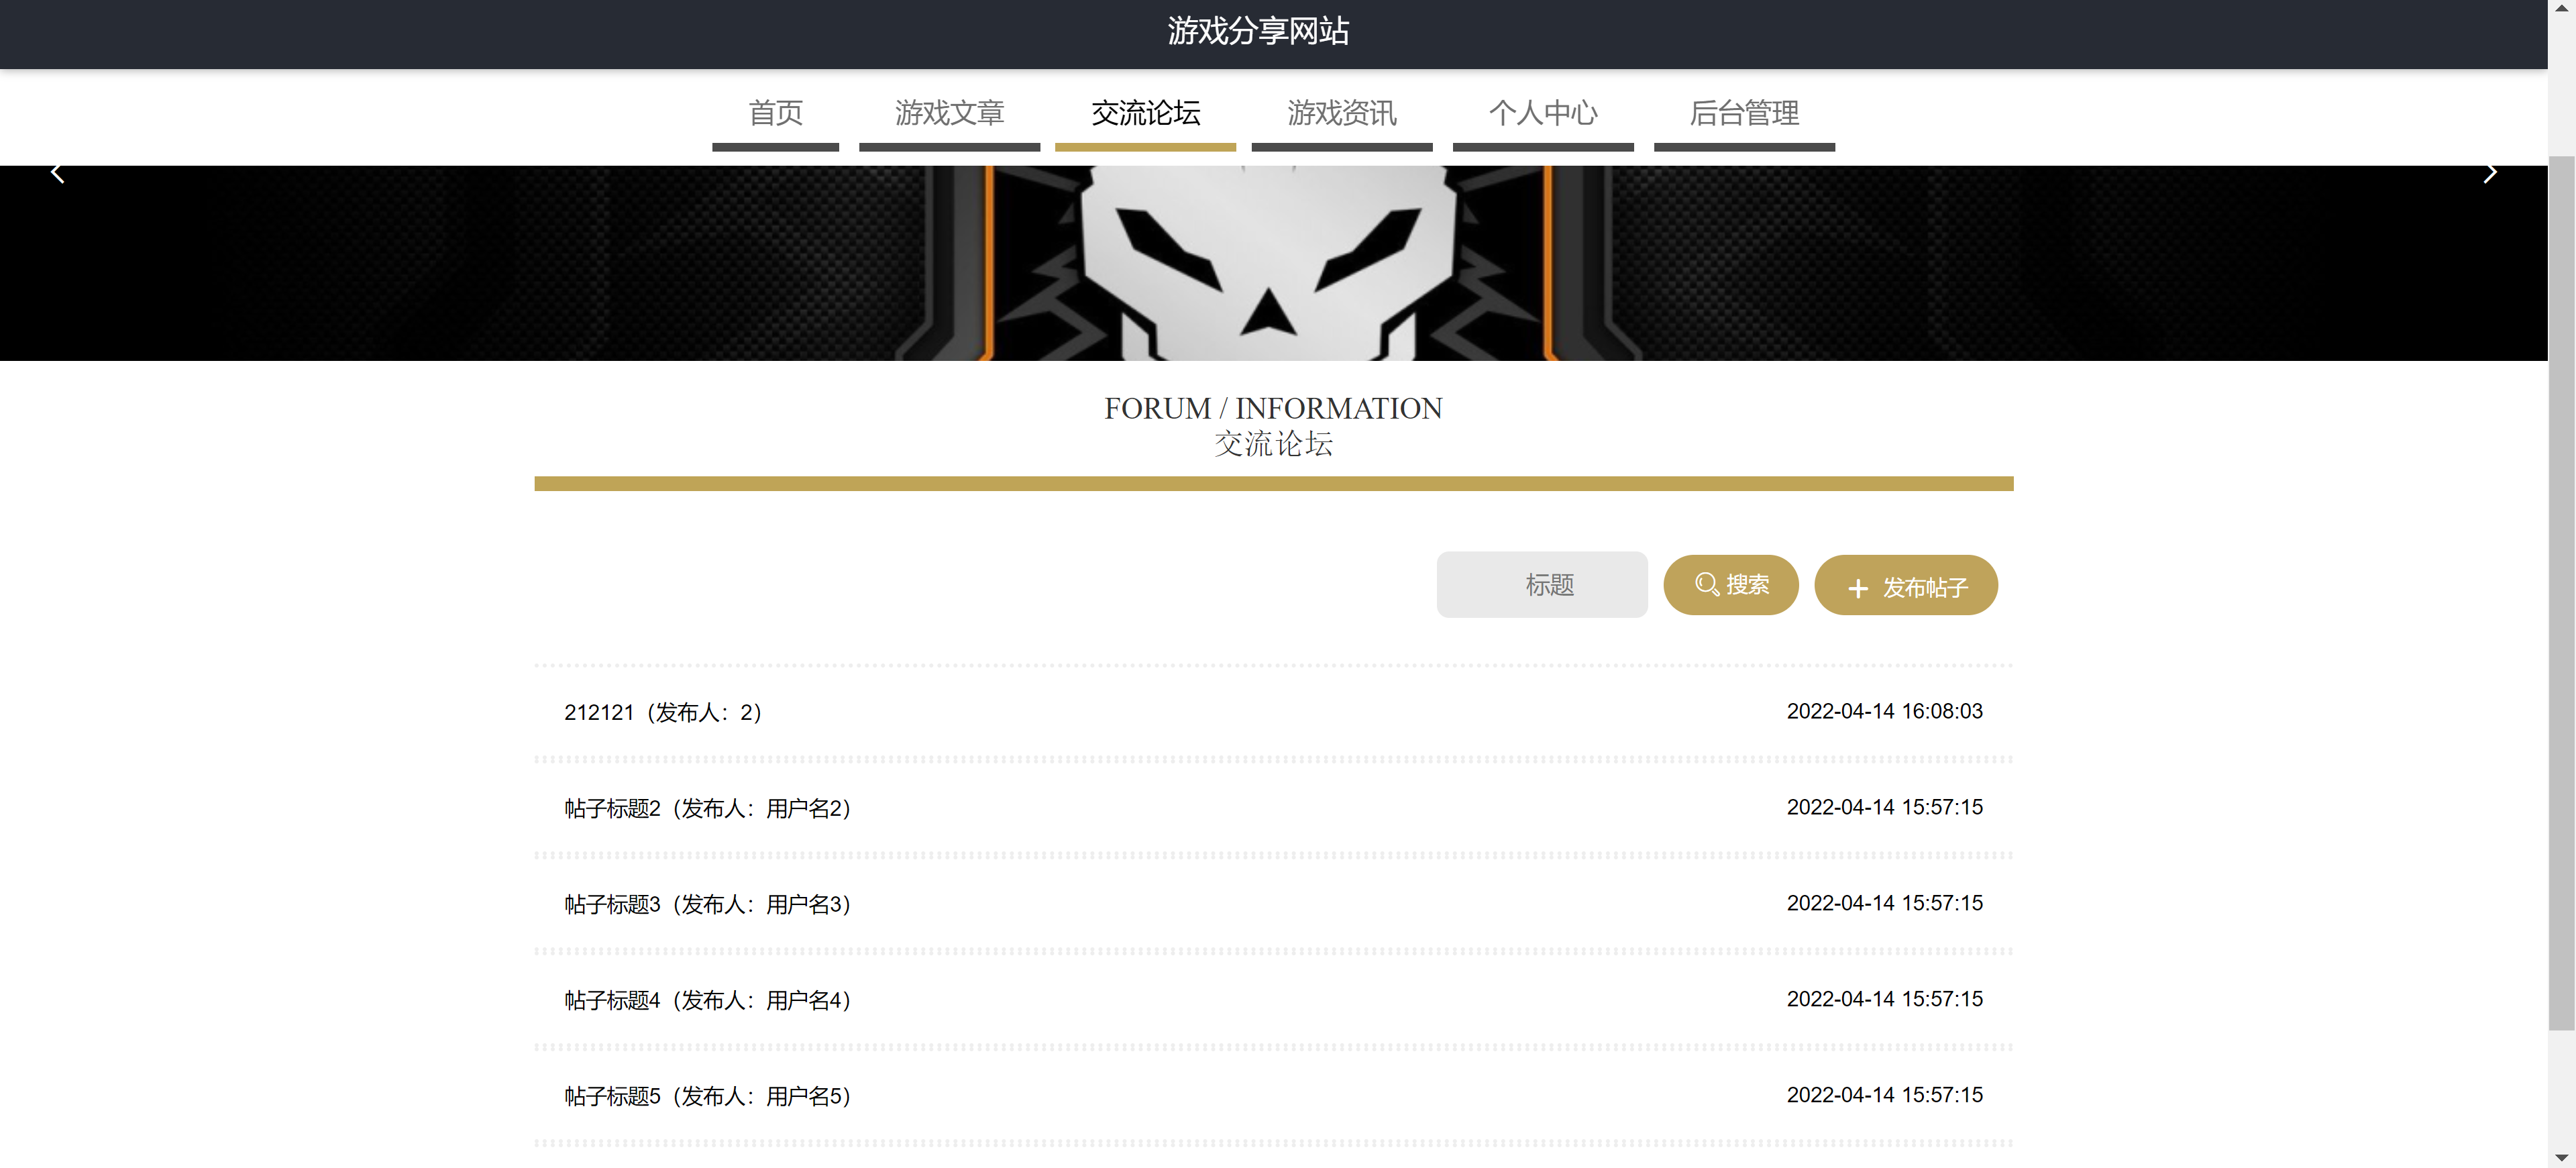 游戏分享网站
首页 游戏文章 交流论坛 游戏资讯 个人中心 后台管理
FORUM / INFORMATION
交流论坛
标题 搜索 + 发布帖子
212121（发布人：2） 2022-04-14 16:08:03
帖子标题2（发布人：用户名2） 2022-04-14 15:57:15
帖子标题3（发布人：用户名3） 2022-04-14 15:57:15
帖子标题4（发布人：用户名4） 2022-04-14 15:57:15
帖子标题5（发布人：用户名5） 2022-04-14 15:57:15